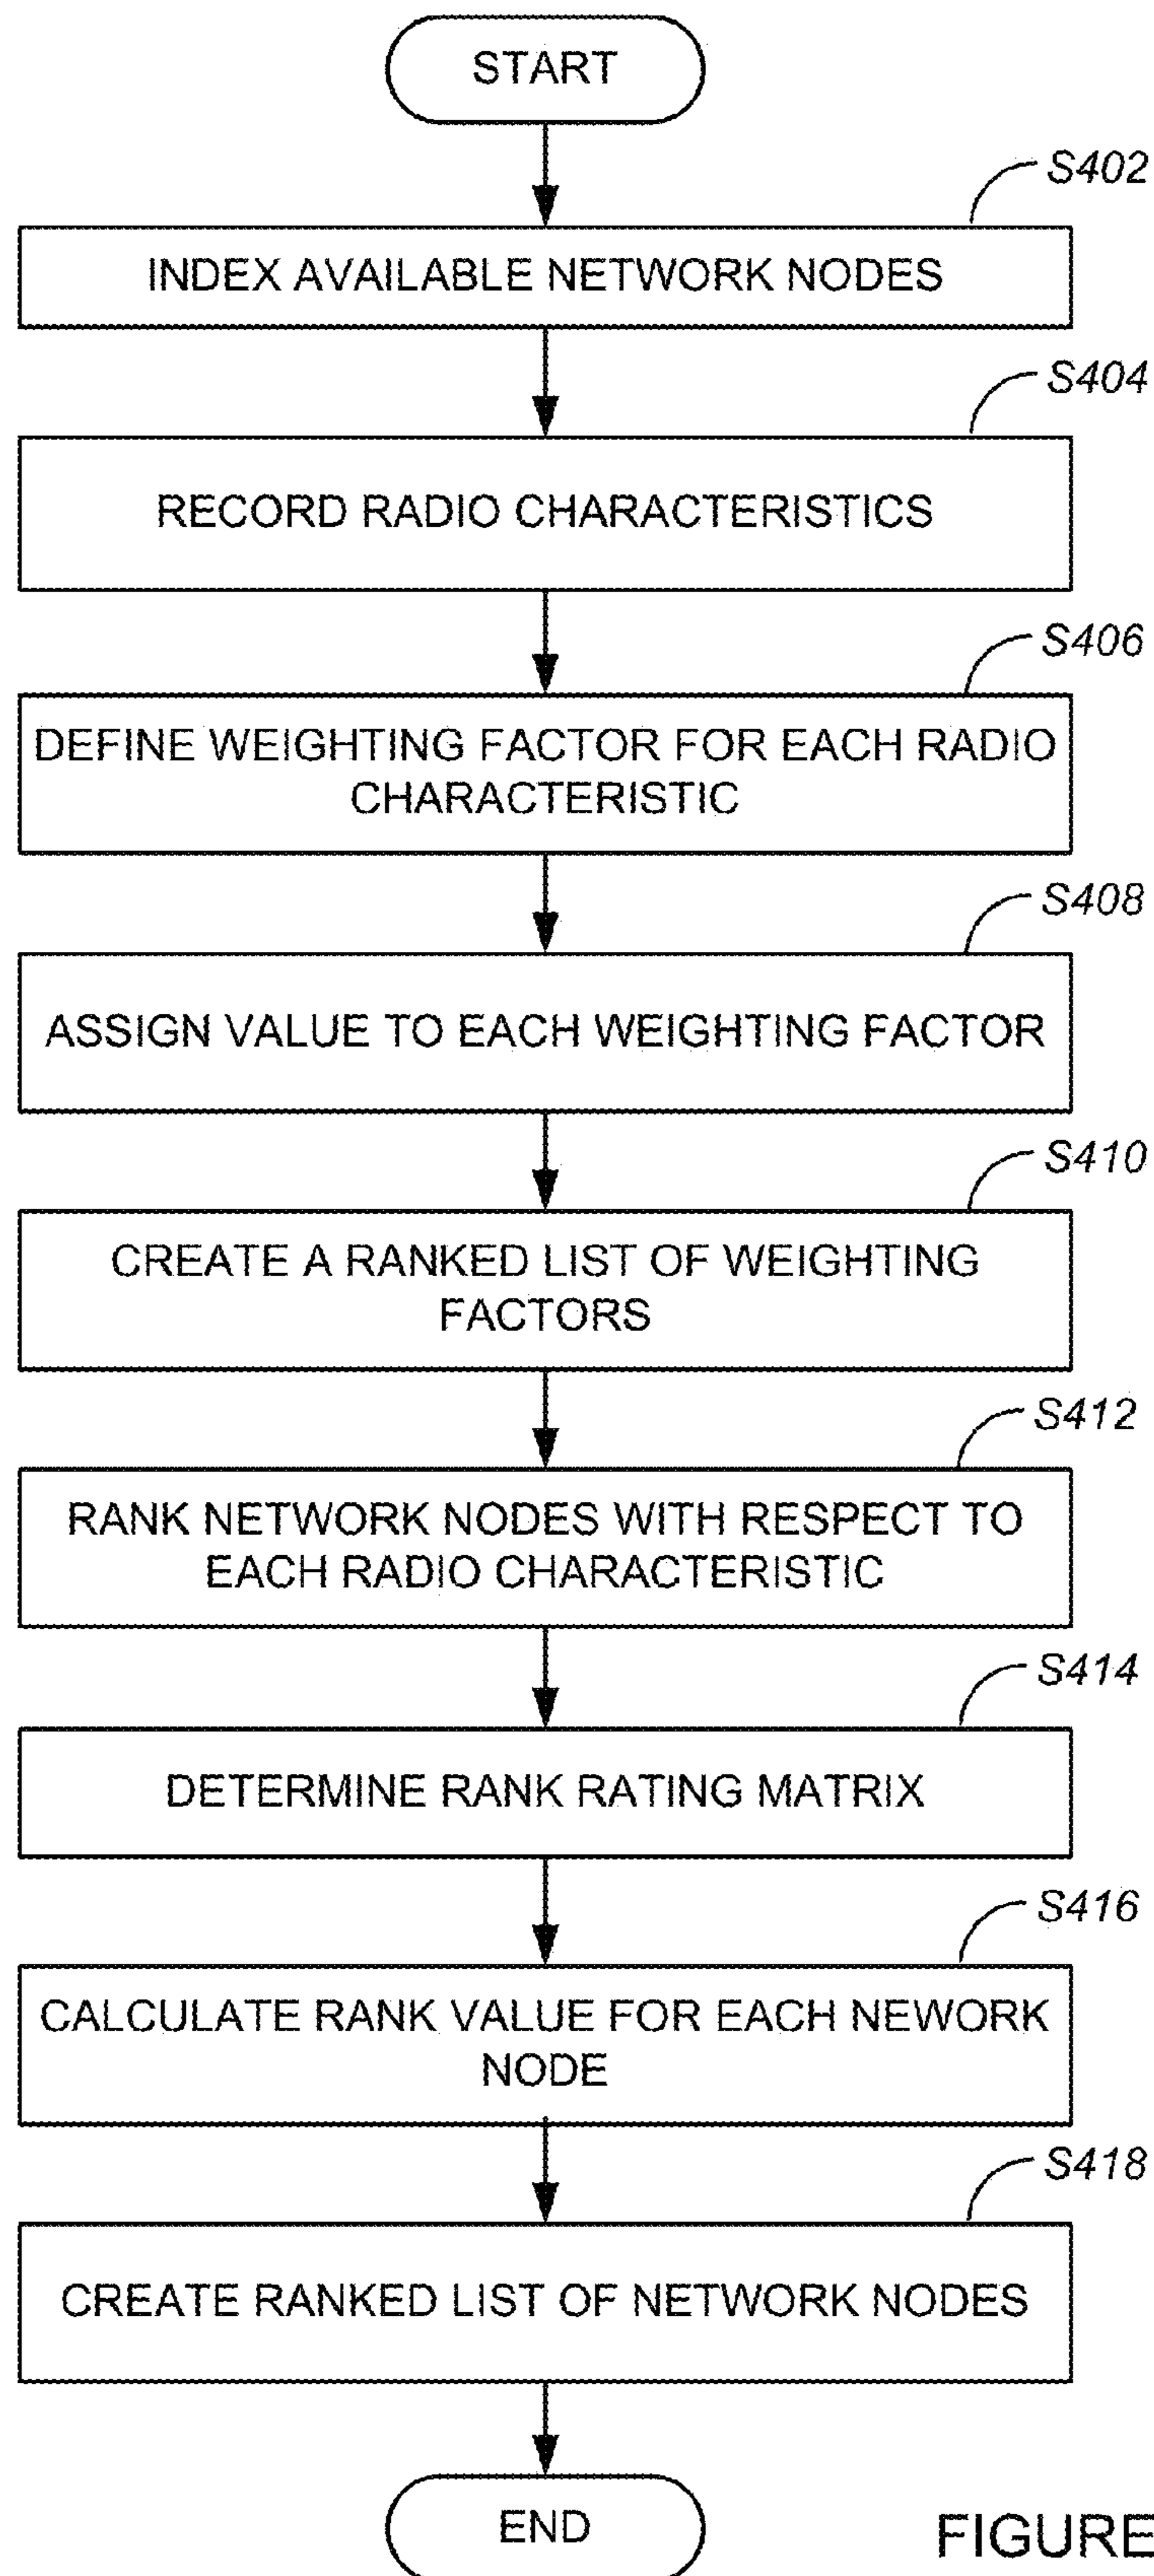 START
S402
INDEX AVAILABLE NETWORK NODES
S404
RECORD RADIO CHARACTERISTICS
S406
DEFINE WEIGHTING FACTOR FOR EACH RADIO
CHARACTERISTIC
S408
ASSIGN VALUE TO EACH WEIGHTING FACTOR
S410
CREATE A RANKED LIST OF WEIGHTING
FACTORS
S412
RANK NETWORK NODES WITH RESPECT TO
EACH RADIO CHARACTERISTIC
S414
DETERMINE RANK RATING MATRIX
S416
CALCULATE RANK VALUE FOR EACH NEWORK
NODE
S418
CREATE RANKED LIST OF NETWORK NODES
END
FIGURE